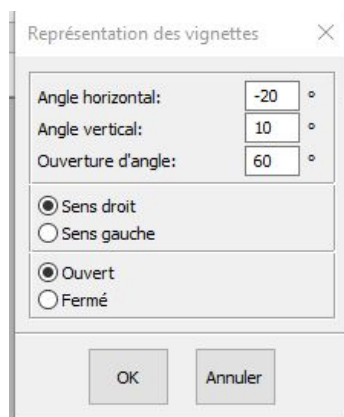 Représentation des vignettes
Angle horizontal: -20 °
Angle vertical: 10 °
Ouverture d'angle: 60 °
Sens droit
Sens gauche
Ouvert
Fermé
OK Annuler